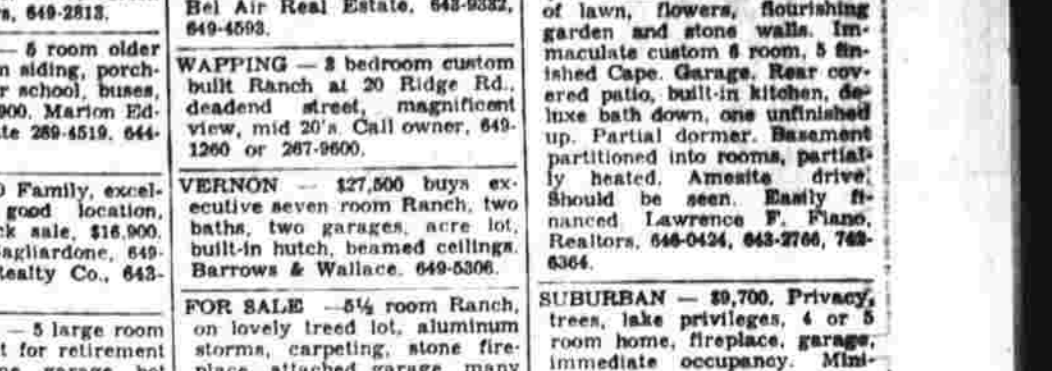 s, 649-2813.
— 5 room older
n siding, porch-
r school, buses,
900. Marion Ed-
te 289-4519. 644-
Family, excel-
good location,
ck sale, $16,900.
agliardone, 649-
Realty Co., 643-
— 5 large room
t for retirement
Bel Air Real Estate, 643-9332,
649-4593.
WAPPING — 3 bedroom custom
built Ranch at 20 Ridge Rd.,
deadend street, magnificent
view, mid 20's. Call owner, 649-
1260 or 267-9600.
VERNON — $27,500 buys ex-
ecutive seven room Ranch, two
baths, two garages, acre lot,
built-in hutch, beamed ceilings.
Barrows & Wallace. 649-5306.
FOR SALE —5½ room Ranch,
on lovely treed lot, aluminum
storms, carpeting, stone fire-
place, attached garage, many
of lawn, flowers, flourishing
garden and stone walls. Im-
maculate custom 6 room, 5 fin-
ished Cape. Garage. Rear cov-
ered patio, built-in kitchen, de-
luxe bath down, one unfinished
up. Partial dormer. Basement
partitioned into rooms, partial-
ly heated. Amesite drive.
Should be seen. Easily fi-
nanced Lawrence F. Fiano,
Realtors, 646-0424, 643-2766, 742-
6364.
SUBURBAN — $9,700. Privacy,
trees, lake privileges, 4 or 5
room home, fireplace, garage,
immediate occupancy. Mini-